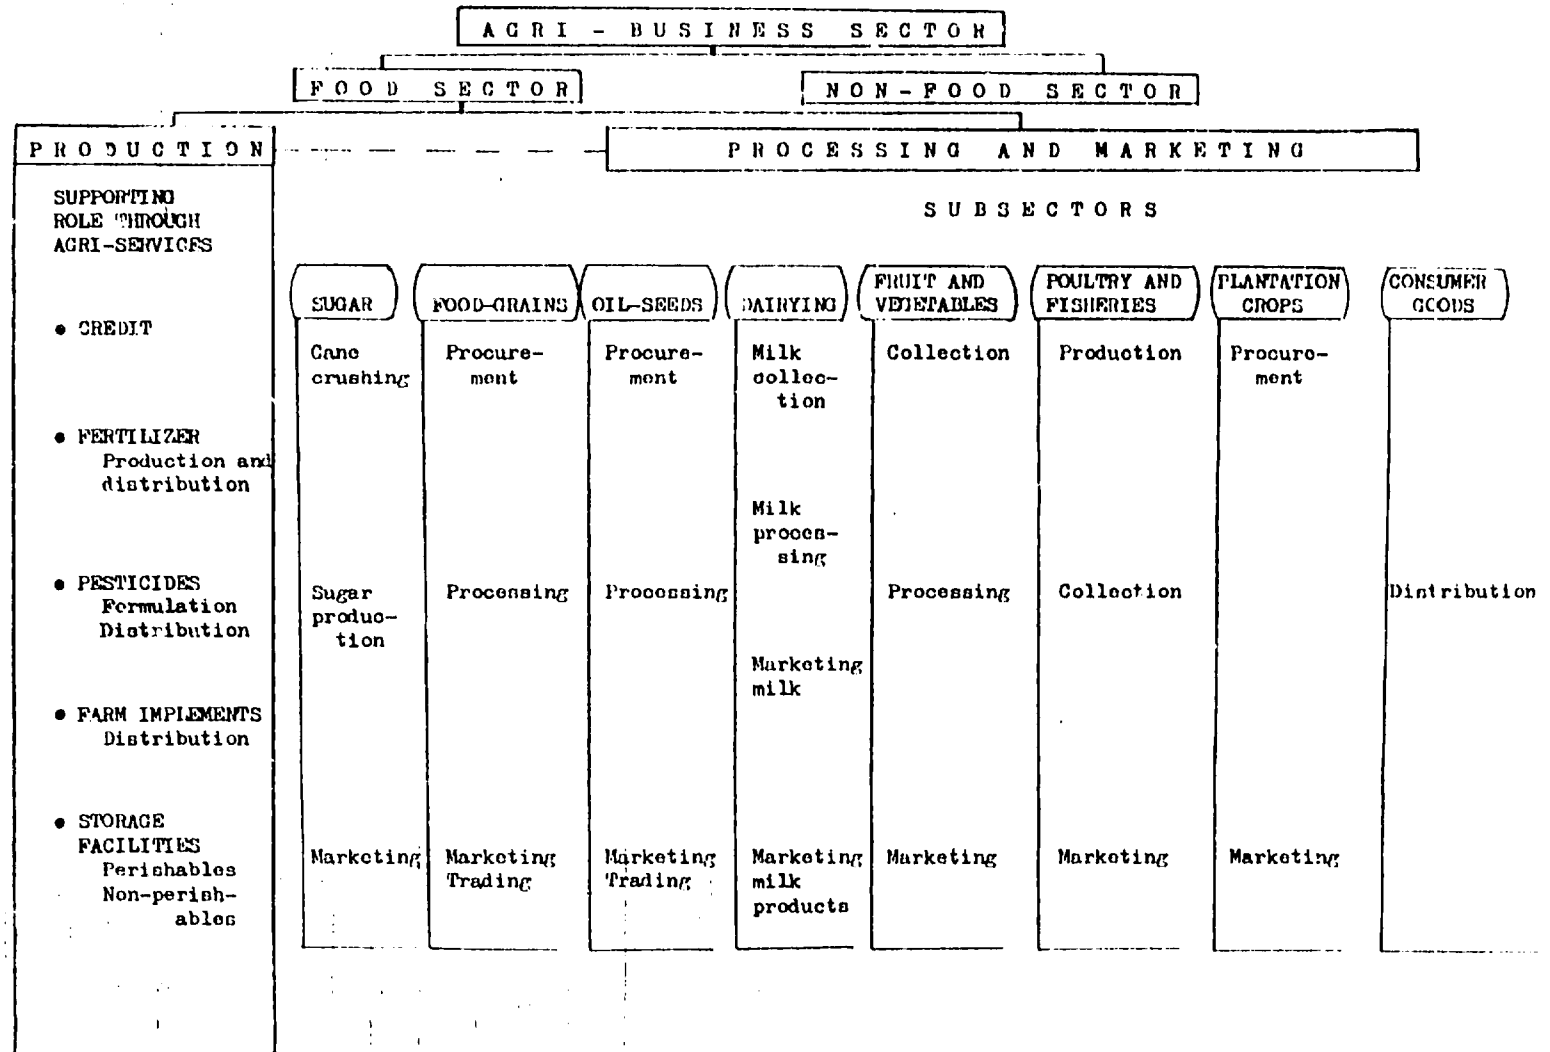 AGRI - BUSINESS SECTOR
FOOD SECTOR
NON-FOOD SECTOR
PRODUCTION
PROCESSING AND MARKETING
SUPPORTING
ROLE THROUGH
AGRI-SERVICES
• CREDIT
• FERTILIZER
Production and
distribution
• PESTICIDES
Formulation
Distribution
• FARM IMPLEMENTS
Distribution
• STORAGE
FACILITIES
Perishables
Non-perish-
ables
SUBSECTORS
SUGAR
Cane
crushing
Sugar
produc-
tion
Marketing
FOOD-GRAINS
Procure-
ment
Processing
Marketing
Trading
OIL-SEEDS
Procure-
ment
Processing
Marketing
Trading
DAIRYING
Milk
collec-
tion
Milk
proces-
sing
Marketing
milk
Marketing
milk
products
FRUIT AND
VEGETABLES
Collection
Processing
Marketing
POULTRY AND
FISHERIES
Production
Collection
Marketing
PLANTATION
CROPS
Procure-
ment
Marketing
CONSUMER
GOODS
Distribution